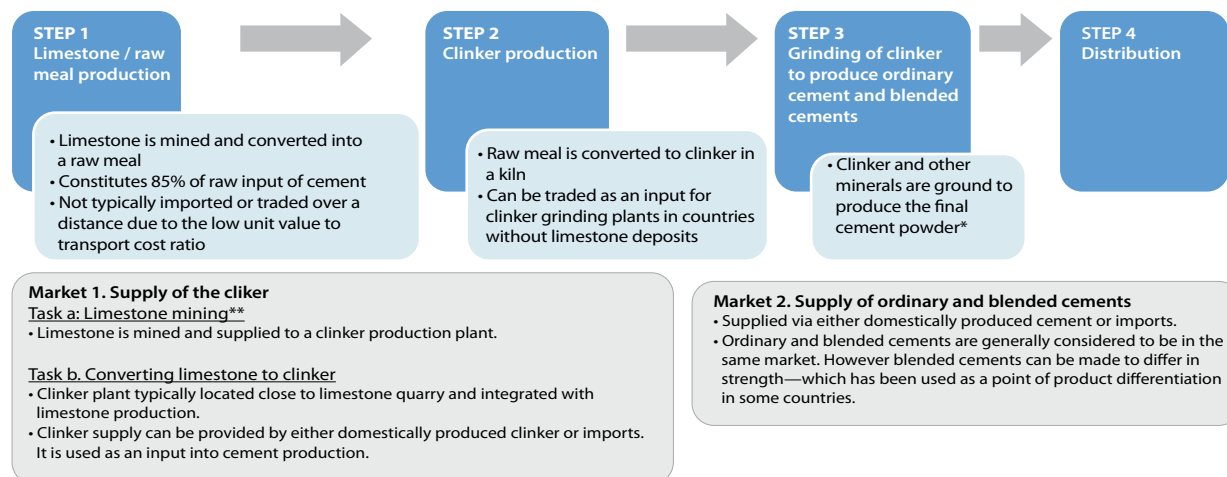 STEP 1
Limestone / raw
meal production
• Limestone is mined and converted into
a raw meal
• Constitutes 85% of raw input of cement
• Not typically imported or traded over a
distance due to the low unit value to
transport cost ratio
STEP 2
Clinker production
• Raw meal is converted to clinker in
a kiln
• Can be traded as an input for
clinker grinding plants in countries
without limestone deposits
STEP 3
Grinding of clinker
to produce ordinary
cement and blended
cements
• Clinker and other
minerals are ground to
produce the final
cement powder*
STEP 4
Distribution
Market 1. Supply of the cliker
Task a: Limestone mining**
• Limestone is mined and supplied to a clinker production plant.
Task b. Converting limestone to clinker
• Clinker plant typically located close to limestone quarry and integrated with
limestone production.
• Clinker supply can be provided by either domestically produced clinker or imports.
It is used as an input into cement production.
Market 2. Supply of ordinary and blended cements
• Supplied via either domestically produced cement or imports.
• Ordinary and blended cements are generally considered to be in the
same market. However blended cements can be made to differ in
strength—which has been used as a point of product differentiation
in some countries.